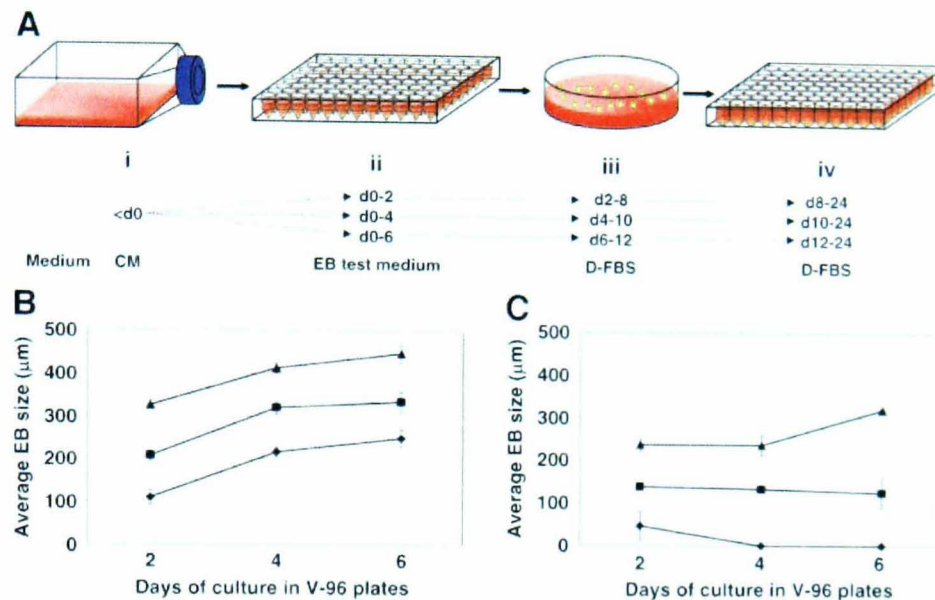 A
i
ii
iii
iv
<d0
d0-2
d0-4
d0-6
d2-8
d4-10
d6-12
d8-24
d10-24
d12-24
Medium CM
EB test medium
D-FBS
D-FBS
B
500
400
300
200
100
0
Average EB size (μm)
2 4 6
Days of culture in V-96 plates
C
500
400
300
200
100
0
Average EB size (μm)
2 4 6
Days of culture in V-96 plates